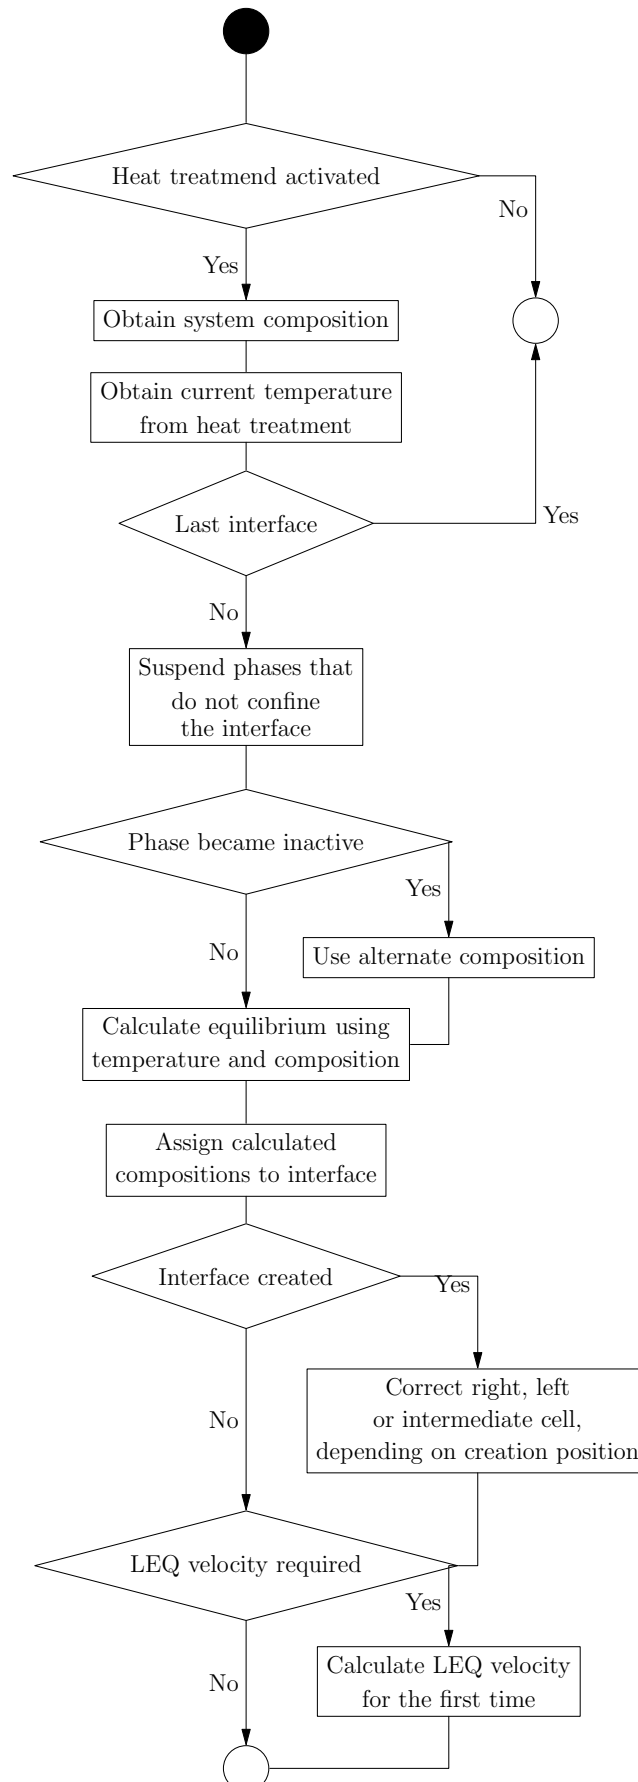 Heat treatmend activated
No
Yes
Obtain system composition
Obtain current temperature
from heat treatment
Last interface
Yes
No
Suspend phases that
do not confine
the interface
Phase became inactive
Yes
No
Use alternate composition
Calculate equilibrium using
temperature and composition
Assign calculated
compositions to interface
Interface created
Yes
Correct right, left
or intermediate cell,
depending on creation position
No
LEQ velocity required
Yes
Calculate LEQ velocity
for the first time
No